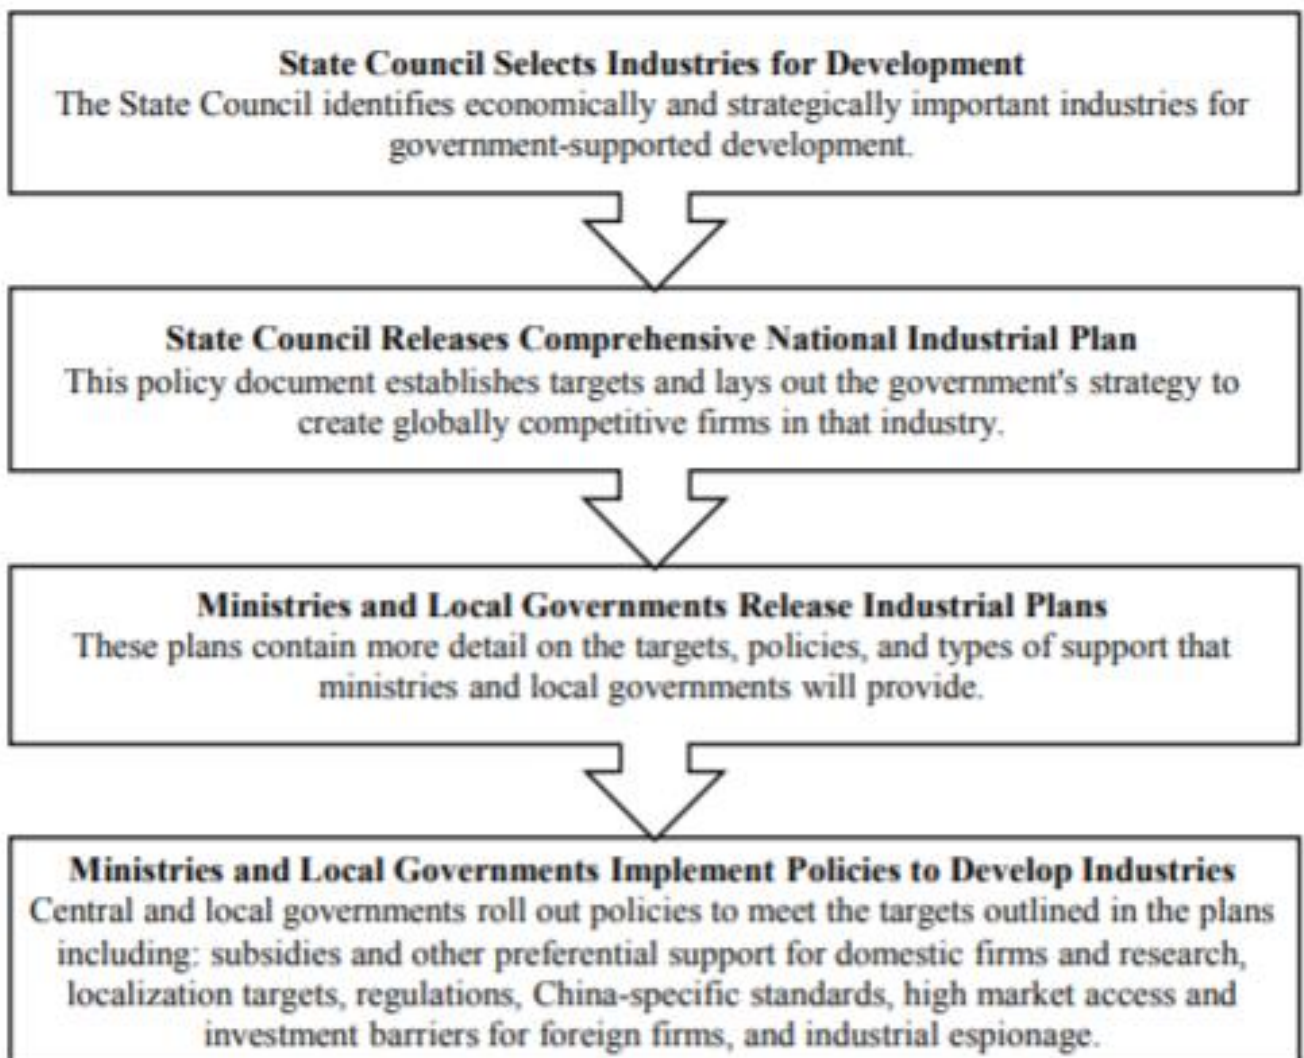 State Council Selects Industries for Development
The State Council identifies economically and strategically important industries for
government-supported development.
State Council Releases Comprehensive National Industrial Plan
This policy document establishes targets and lays out the government's strategy to
create globally competitive firms in that industry.
Ministries and Local Governments Release Industrial Plans
These plans contain more detail on the targets, policies, and types of support that
ministries and local governments will provide.
Ministries and Local Governments Implement Policies to Develop Industries
Central and local governments roll out policies to meet the targets outlined in the plans
including: subsidies and other preferential support for domestic firms and research,
localization targets, regulations, China-specific standards, high market access and
investment barriers for foreign firms, and industrial espionage.